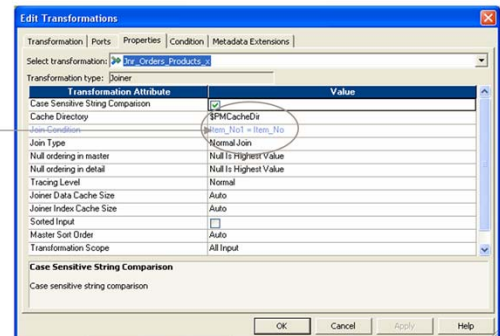 Edit Transformations
Transformation Ports Properties Condition Metadata Extensions
Select transformation: Jnr_Orders_Products_x
Transformation type: Joiner
Transformation Attribute Value
Case Sensitive String Comparison
Cache Directory $PMCacheDir
Join Condition Item_No1 = Item_No
Join Type Normal Join
Null ordering in master Null Is Highest Value
Null ordering in detail Null Is Highest Value
Tracing Level Normal
Joiner Data Cache Size Auto
Joiner Index Cache Size Auto
Sorted Input
Master Sort Order Auto
Transformation Scope All Input
Case Sensitive String Comparison
Case sensitive string comparison
OK Cancel Apply Help